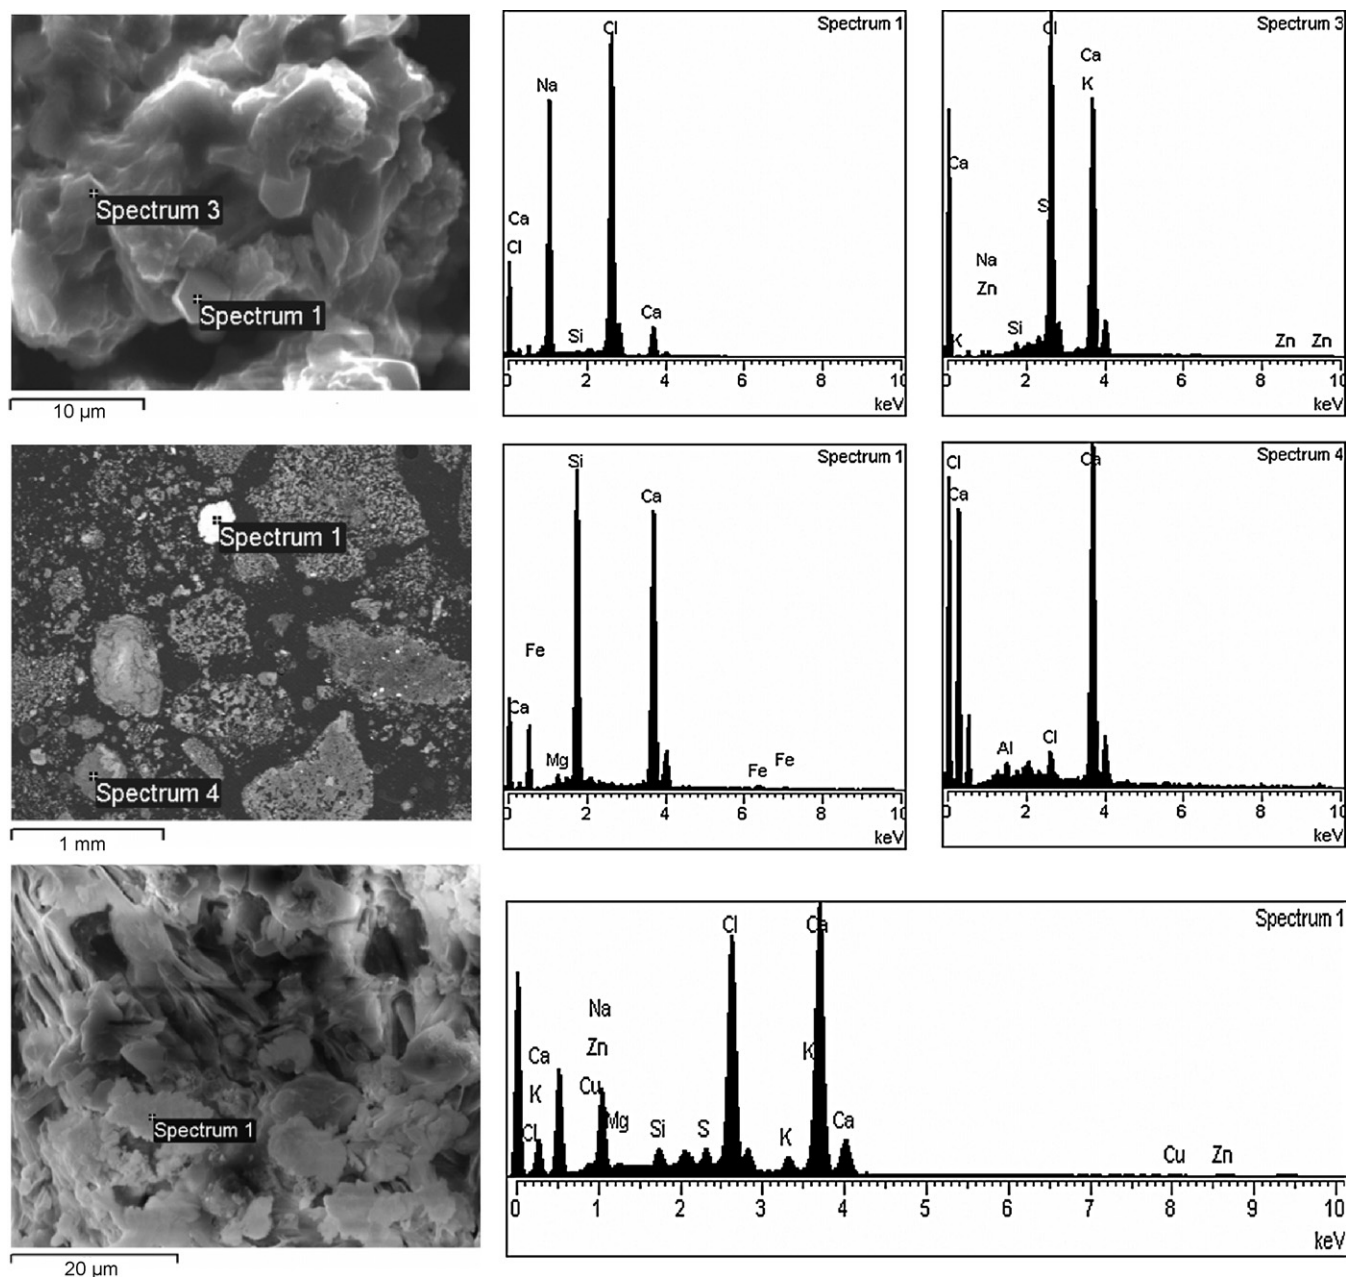 Spectrum 3
Spectrum 1
10 µm
Spectrum 1
Cl
Na
Ca
Cl
Ca
Si
0 2 4 6 8 10
keV
Spectrum 3
Cl
Ca
K
Ca
S
Na
Zn
Si
K
Zn Zn
0 2 4 6 8 10
keV
Spectrum 1
Spectrum 4
1 mm
Spectrum 1
Si
Ca
Fe
Ca
Mg
Fe
Fe
0 2 4 6 8 10
keV
Spectrum 4
Cl
Ca
Ca
Al
Cl
0 2 4 6 8 10
keV
Spectrum 1
20 µm
Spectrum 1
Cl
Ca
Na
Zn
K
Ca
Cu
K
Mg
Cl
Si
S
K
Ca
Cu
Zn
0 1 2 3 4 5 6 7 8 9 10
keV